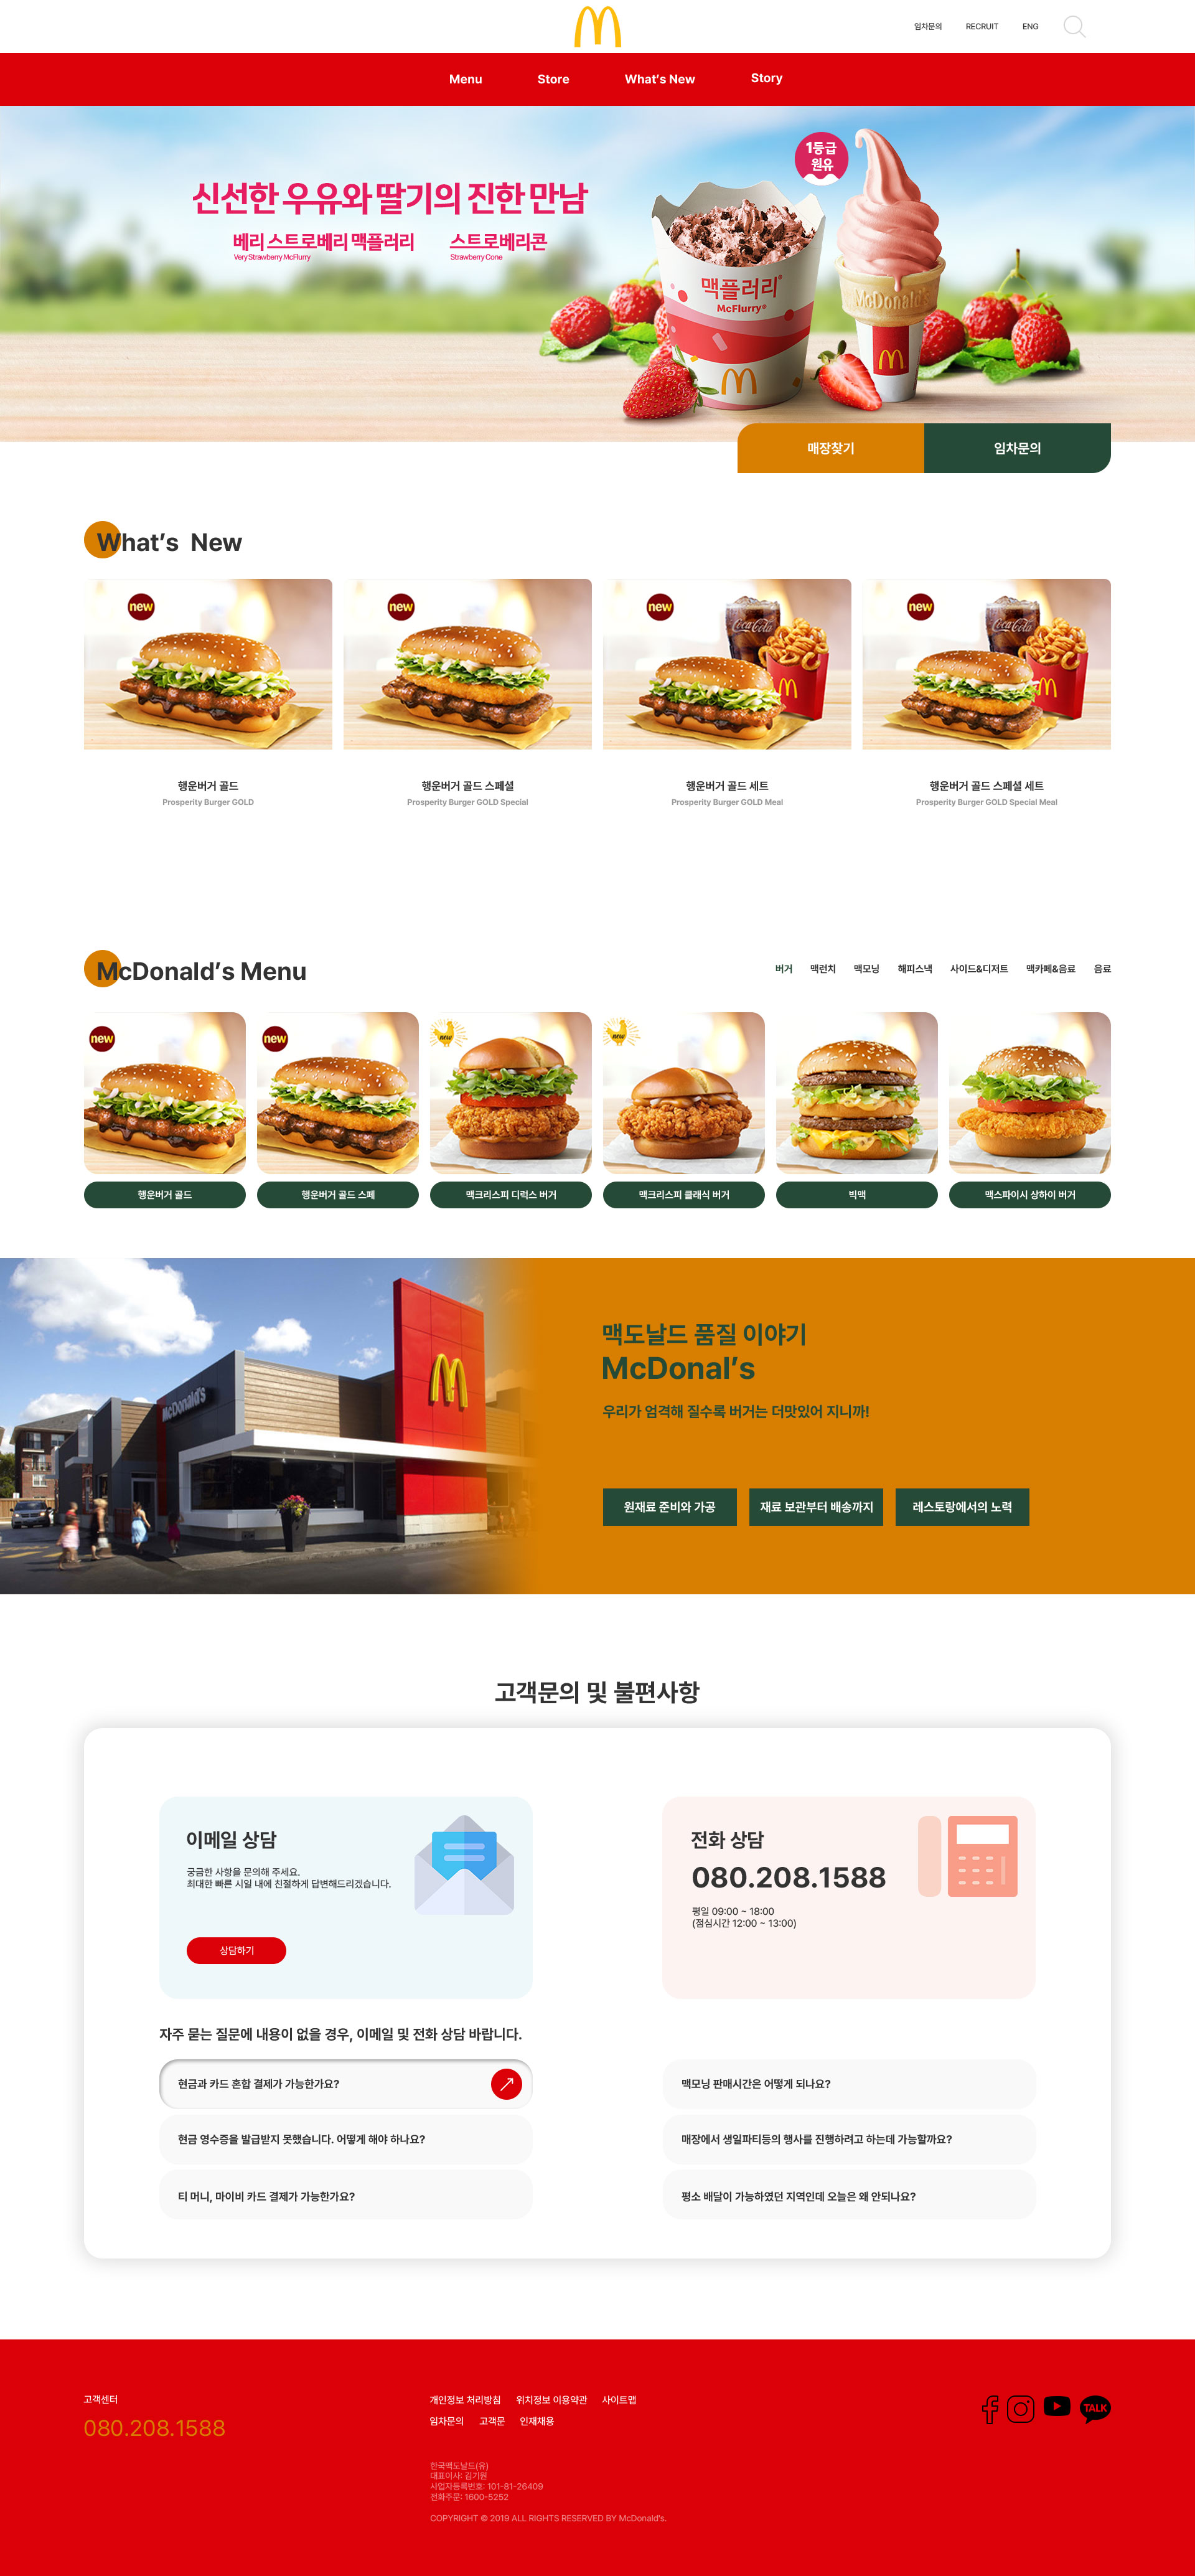 임차문의 RECRUIT ENG
Menu Store What's New Story
1등급
원유
신선한 우유와 딸기의 진한 만남
베리 스트로베리 맥플러리 스트로베리콘
Very Strawberry McFlurry Strawberry Cone
맥플러리®
McFlurry®
McDonald's
매장찾기 임차문의
What's New
new
new
new
Coca-Cola
new
Coca-Cola
행운버거 골드 행운버거 골드 스페셜 행운버거 골드 세트 행운버거 골드 스페셜 세트
Prosperity Burger GOLD Prosperity Burger GOLD Special Prosperity Burger GOLD Meal Prosperity Burger GOLD Special Meal
McDonald's Menu
버거 맥런치 맥모닝 해피스낵 사이드&디저트 맥카페&음료 음료
new
new
new
new
행운버거 골드 행운버거 골드 스페 맥크리스피 디럭스 버거 맥크리스피 클래식 버거 빅맥 맥스파이시 상하이 버거
McDonald's
맥도날드 품질 이야기
McDonal's
우리가 엄격해 질수록 버거는 더맛있어 지니까!
원재료 준비와 가공 재료 보관부터 배송까지 레스토랑에서의 노력
고객문의 및 불편사항
이메일 상담
궁금한 사항을 문의해 주세요.
최대한 빠른 시일 내에 친절하게 답변해드리겠습니다.
상담하기
전화 상담
080.208.1588
평일 09:00 ~ 18:00
(점심시간 12:00 ~ 13:00)
자주 묻는 질문에 내용이 없을 경우, 이메일 및 전화 상담 바랍니다.
현금과 카드 혼합 결제가 가능한가요? 맥모닝 판매시간은 어떻게 되나요?
현금 영수증을 발급받지 못했습니다. 어떻게 해야 하나요? 매장에서 생일파티등의 행사를 진행하려고 하는데 가능할까요?
티 머니, 마이비 카드 결제가 가능한가요? 평소 배달이 가능하였던 지역인데 오늘은 왜 안되나요?
고객센터
080.208.1588
개인정보 처리방침 위치정보 이용약관 사이트맵
임차문의 고객문 인재채용
TALK
한국맥도날드(유)
대표이사: 김기원
사업자등록번호: 101-81-26409
전화주문: 1600-5252
COPYRIGHT © 2019 ALL RIGHTS RESERVED BY McDonald's.